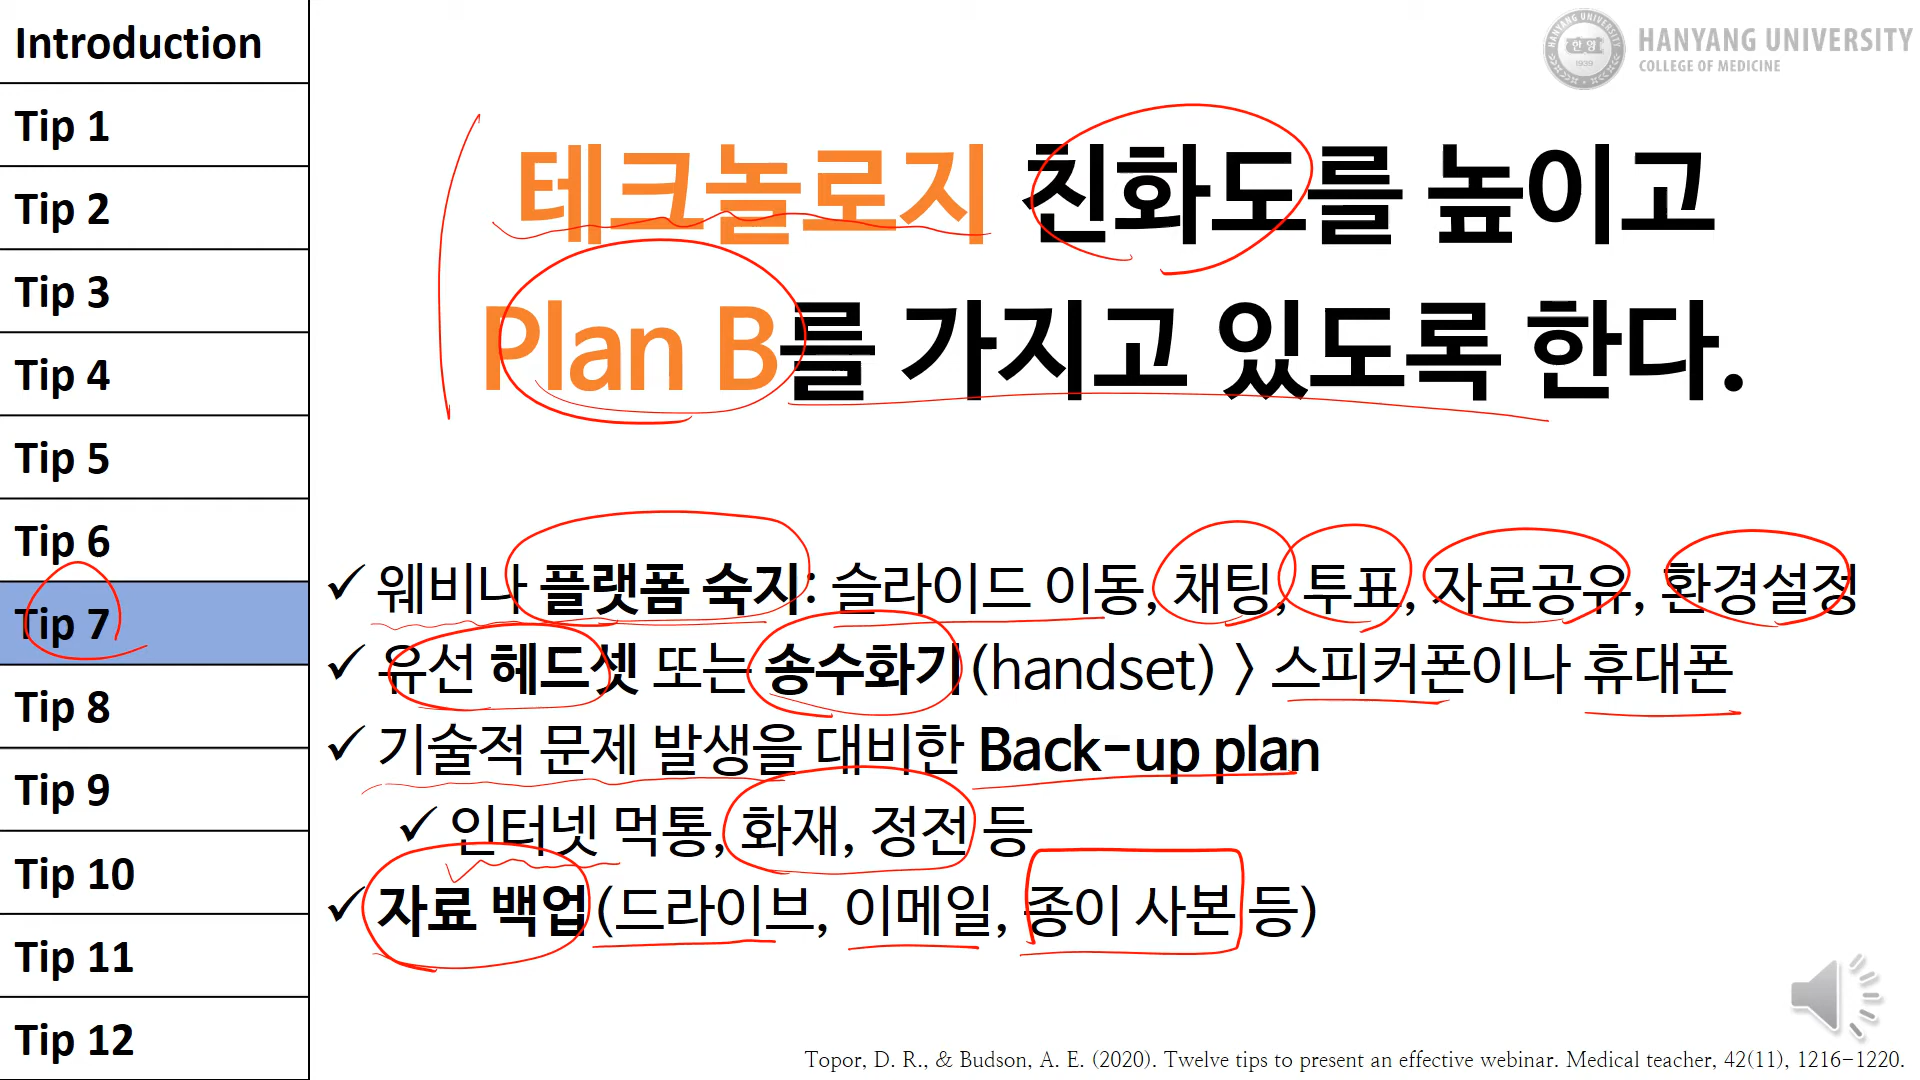 Introduction
Tip 1
Tip 2
Tip 3
Tip 4
Tip 5
Tip 6
Tip 7
Tip 8
Tip 9
Tip 10
Tip 11
Tip 12
HANYANG UNIVERSITY
COLLEGE OF MEDICINE
HANYANG UNIVERSITY
한양
1939
테크놀로지 친화도를 높이고
Plan B를 가지고 있도록 한다.
✓ 웨비나 플랫폼 숙지: 슬라이드 이동, 채팅, 투표, 자료공유, 환경설정
✓ 유선 헤드셋 또는 송수화기(handset) > 스피커폰이나 휴대폰
✓ 기술적 문제 발생을 대비한 Back-up plan
✓ 인터넷 먹통, 화재, 정전 등
✓ 자료 백업(드라이브, 이메일, 종이 사본 등)
Topor, D. R., & Budson, A. E. (2020). Twelve tips to present an effective webinar. Medical teacher, 42(11), 1216-1220.